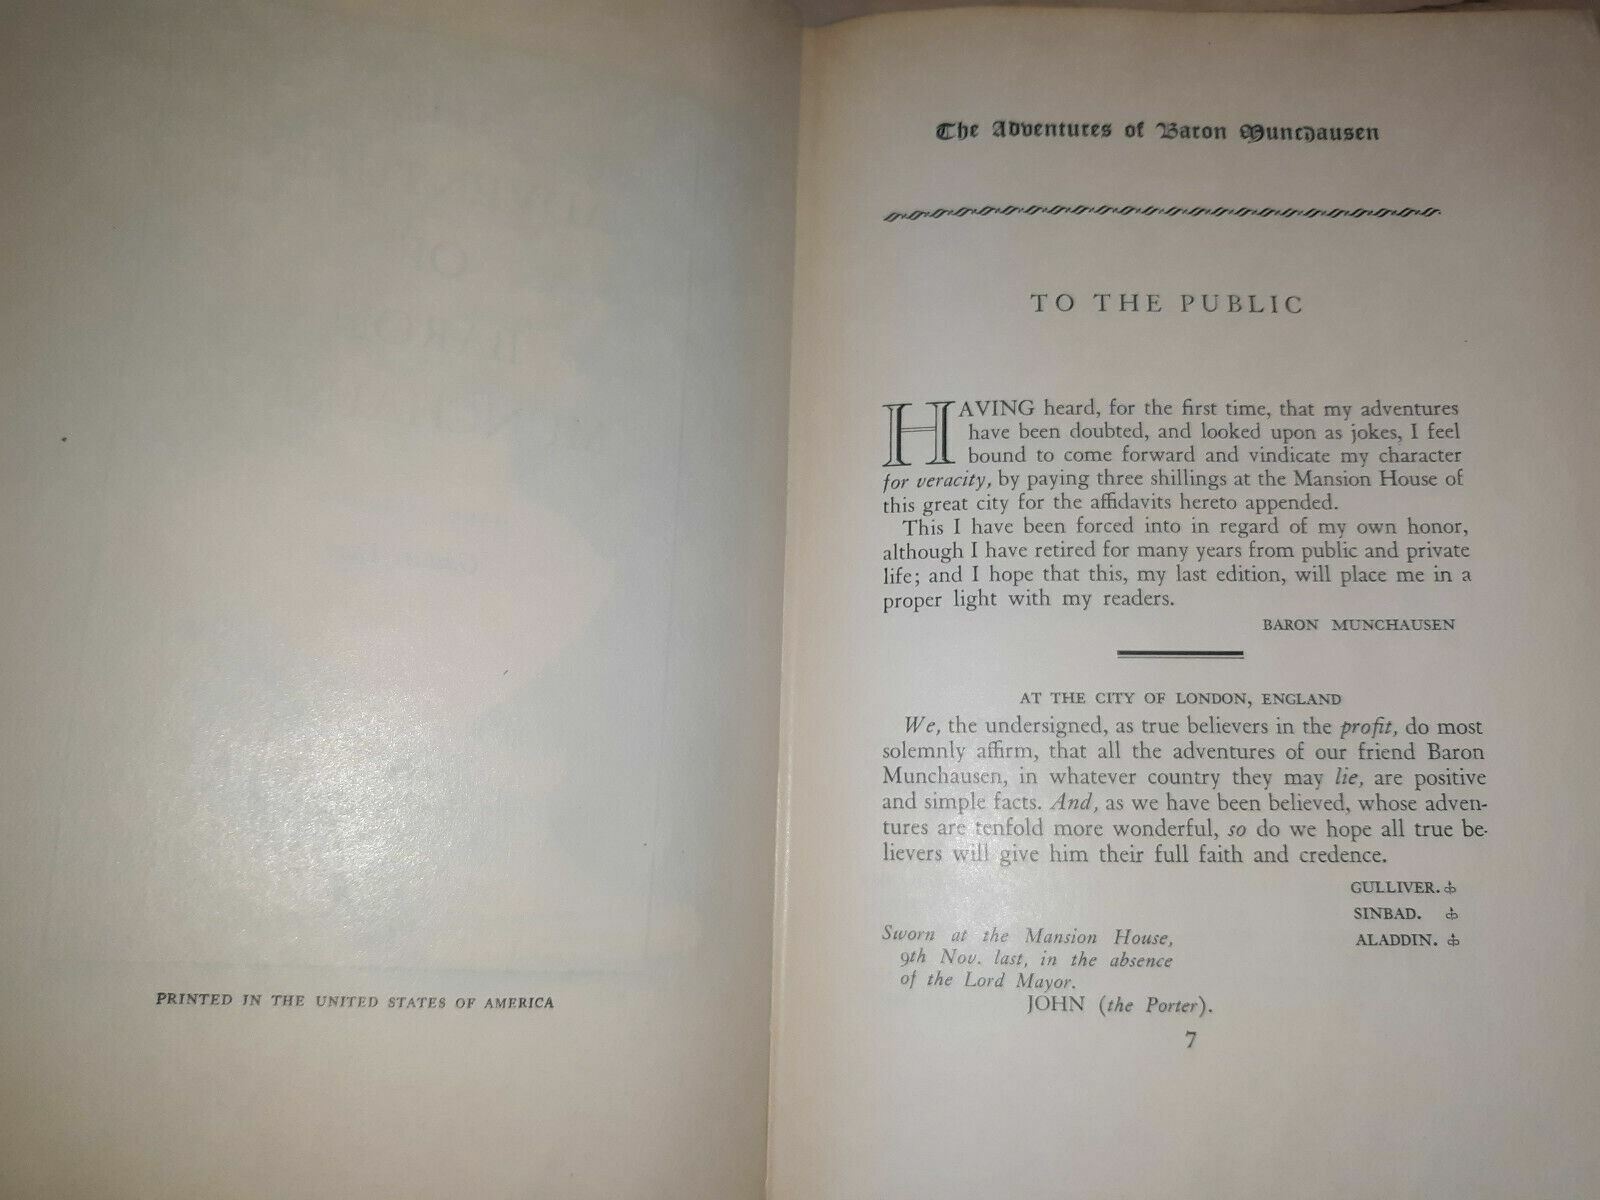 PRINTED IN THE UNITED STATES OF AMERICA
The Adventures of Baron Munchausen
TO THE PUBLIC
HAVING heard, for the first time, that my adventures
have been doubted, and looked upon as jokes, I feel
bound to come forward and vindicate my character
for veracity, by paying three shillings at the Mansion House of
this great city for the affidavits hereto appended.
This I have been forced into in regard of my own honor,
although I have retired for many years from public and private
life; and I hope that this, my last edition, will place me in a
proper light with my readers.
BARON MUNCHAUSEN
AT THE CITY OF LONDON, ENGLAND
We, the undersigned, as true believers in the profit, do most
solemnly affirm, that all the adventures of our friend Baron
Munchausen, in whatever country they may lie, are positive
and simple facts. And, as we have been believed, whose adven-
tures are tenfold more wonderful, so do we hope all true be-
lievers will give him their full faith and credence.
GULLIVER.
SINBAD.
ALADDIN.
Sworn at the Mansion House,
9th Nov. last, in the absence
of the Lord Mayor.
JOHN (the Porter).
7